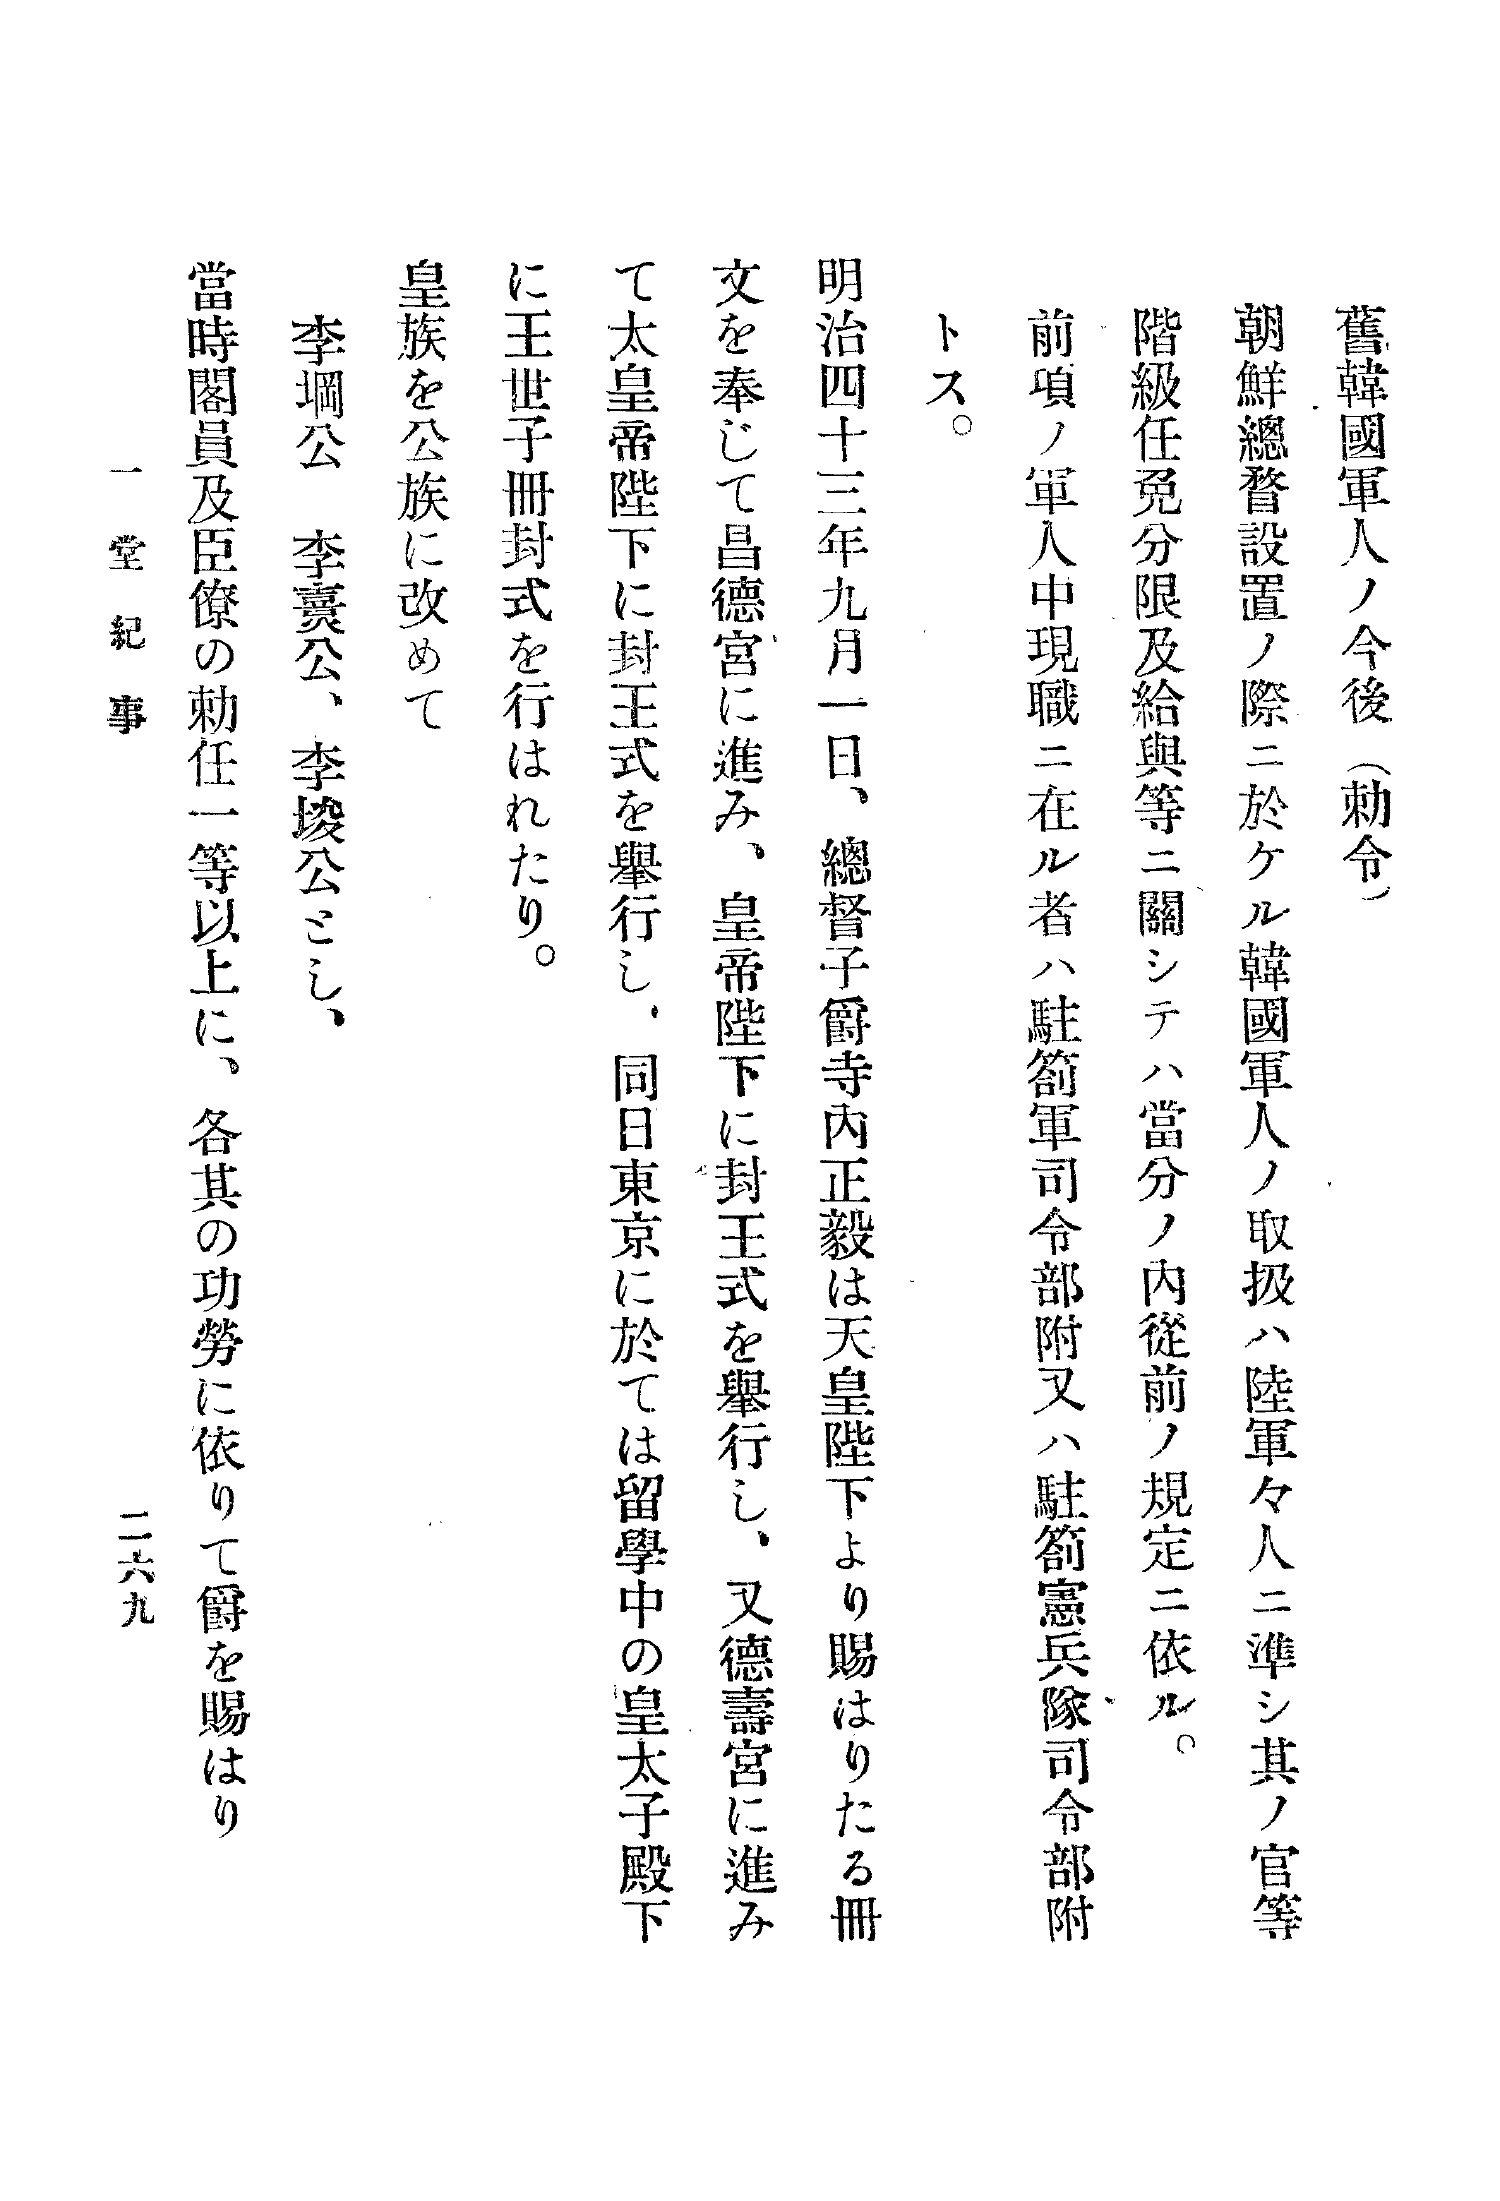 舊韓國軍人ノ今後（勅令）
朝鮮總督設置ノ際ニ於ケル韓國軍人ノ取扱ハ陸軍々人ニ準シ其ノ官等
階級任免分限及給與等ニ關シテハ當分ノ內從前ノ規定ニ依ル。
前項ノ軍人中現職ニ在ル者ハ駐箚軍司令部附又ハ駐箚憲兵隊司令部附
トス。
明治四十三年九月一日、總督子爵寺內正毅は天皇陛下より賜はりたる冊
文を奉じて昌德宮に進み、皇帝陛下に封王式を舉行し、又德壽宮に進み
て太皇帝陛下に封王式を舉行し、同日東京に於ては留學中の皇太子殿下
に王世子冊封式を行はれたり。
皇族を公族に改めて
李堈公　李熹公、李埈公とし、
當時閣員及臣僚の勅任一等以上に、各其の功勞に依りて爵を賜はり
一堂紀事　二六九